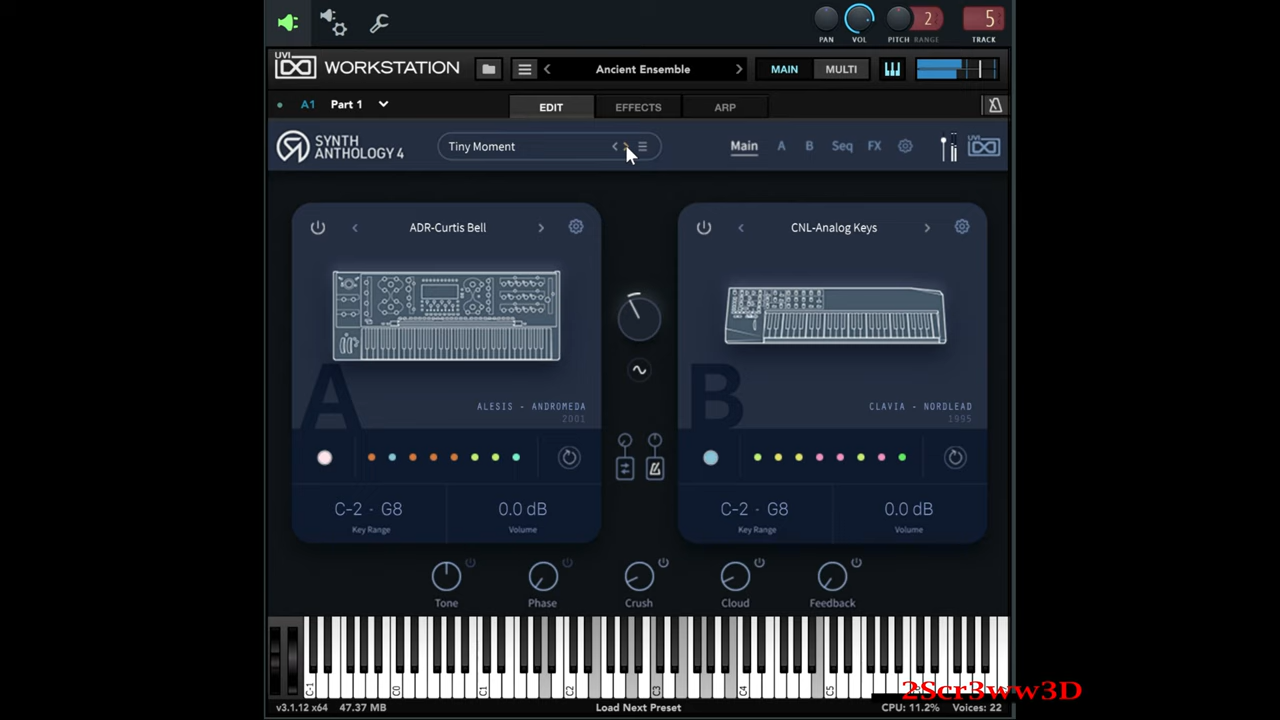 PAN VOL PITCH RANGE 2 5 TRACK
UVI WORKSTATION
Ancient Ensemble
MAIN MULTI
A1 Part 1
EDIT EFFECTS ARP
SYNTH ANTHOLOGY 4
Tiny Moment
Main A B Seq FX
UVI
ADR-Curtis Bell
CNL-Analog Keys
A
ALESIS - ANDROMEDA
2001
B
CLAVIA - NORDLEAD
1995
C-2 - G8
Key Range
0.0 dB
Volume
C-2 - G8
Key Range
0.0 dB
Volume
Tone Phase Crush Cloud Feedback
C-1 C0 C1 C2 C3 C4 C5
2Scr3ww3D
v3.1.12 x64 47.37 MB Load Next Preset CPU: 11.2% Voices: 22